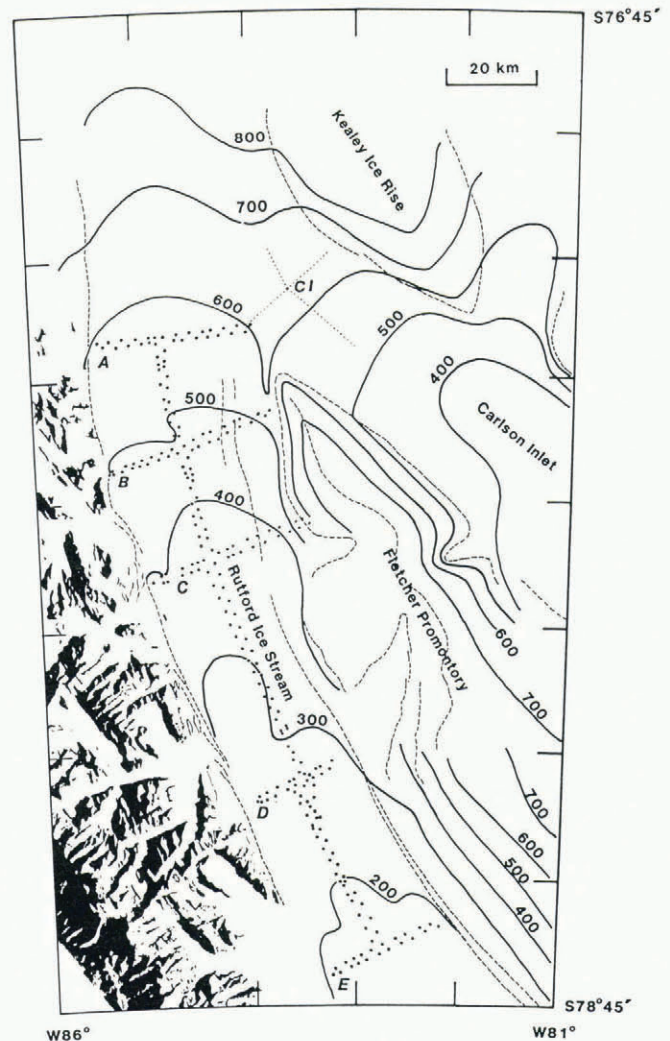 S76°45′
20 km
Kealey Ice Rise
800
700
CI
600
500
A
400
500
Carlson Inlet
B
400
C
Fletcher Promontory
Rutford Ice Stream
600
700
300
700
D
600
500
200
400
E
S78°45′
W86°
W81°